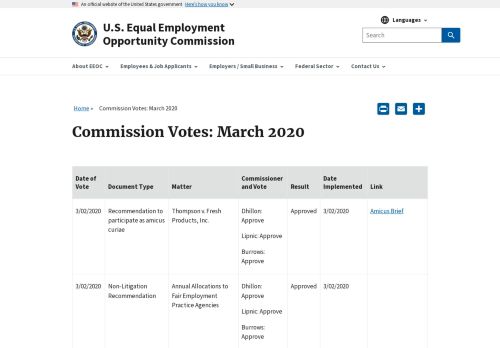 An official website of the United States government Here's how you know
Languages
U.S. Equal Employment
Opportunity Commission
Search
About EEOC
Employees & Job Applicants
Employers / Small Business
Federal Sector
Contact Us
Home » Commission Votes: March 2020
Commission Votes: March 2020
Date of Vote Document Type Matter Commissioner and Vote Result Date Implemented Link
3/02/2020 Recommendation to participate as amicus curiae Thompson v. Fresh Products, Inc. Dhillon: Approve Lipnic: Approve Burrows: Approve Approved 3/02/2020 Amicus Brief
3/02/2020 Non-Litigation Recommendation Annual Allocations to Fair Employment Practice Agencies Dhillon: Approve Lipnic: Approve Burrows: Approve Approved 3/02/2020